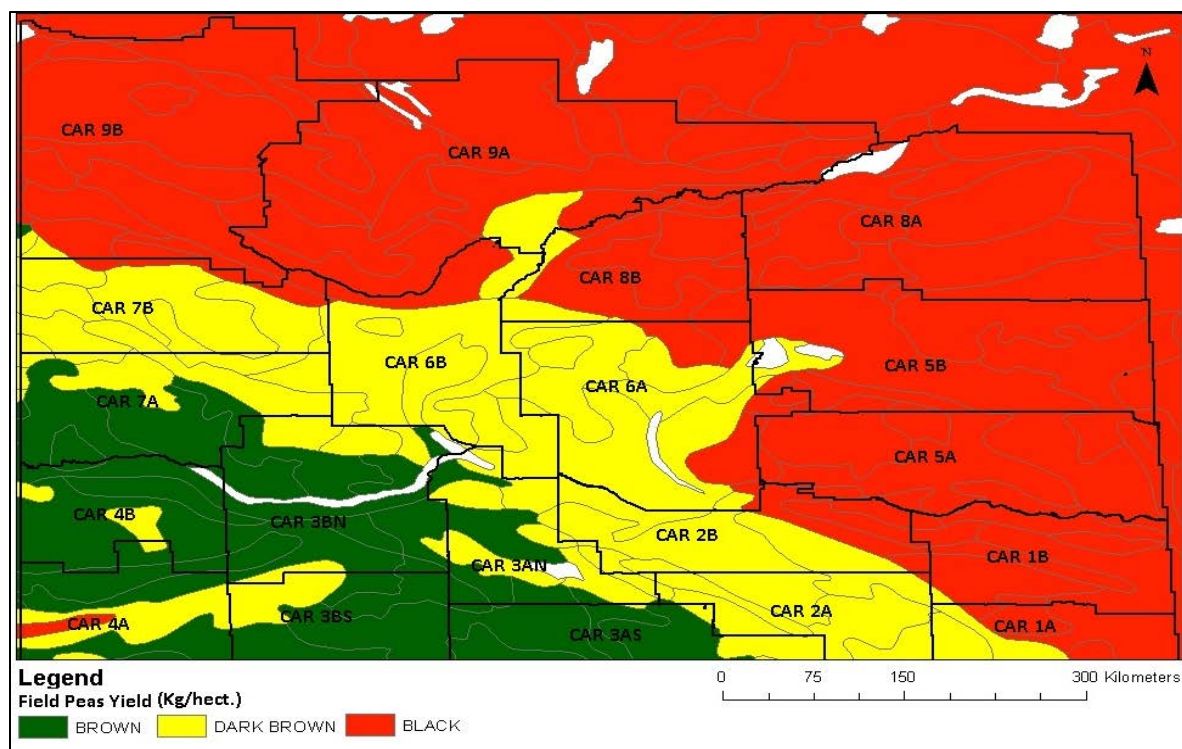 N
CAR 9B
CAR 9A
CAR 8A
CAR 8B
CAR 7B
CAR 6B
CAR 6A
CAR 5B
CAR 7A
CAR 5A
CAR 4B
CAR 3BN
CAR 2B
CAR 1B
CAR 3AN
CAR 4A
CAR 3BS
CAR 3AS
CAR 2A
CAR 1A
Legend
Field Peas Yield (Kg/hect.)
BROWN DARK BROWN BLACK
0 75 150 300 Kilometers